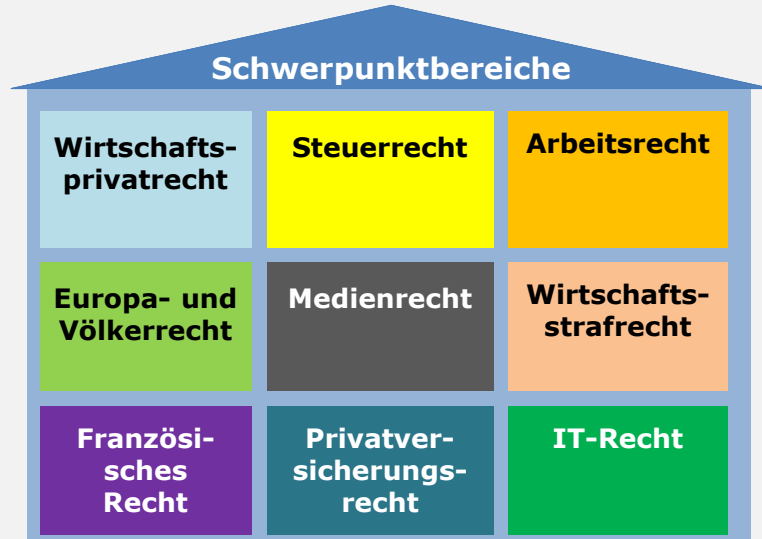 Schwerpunktbereiche
Wirtschafts-
privatrecht
Steuerrecht
Arbeitsrecht
Europa- und
Völkerrecht
Medienrecht
Wirtschafts-
strafrecht
Französi-
sches
Recht
Privatver-
sicherungs-
recht
IT-Recht